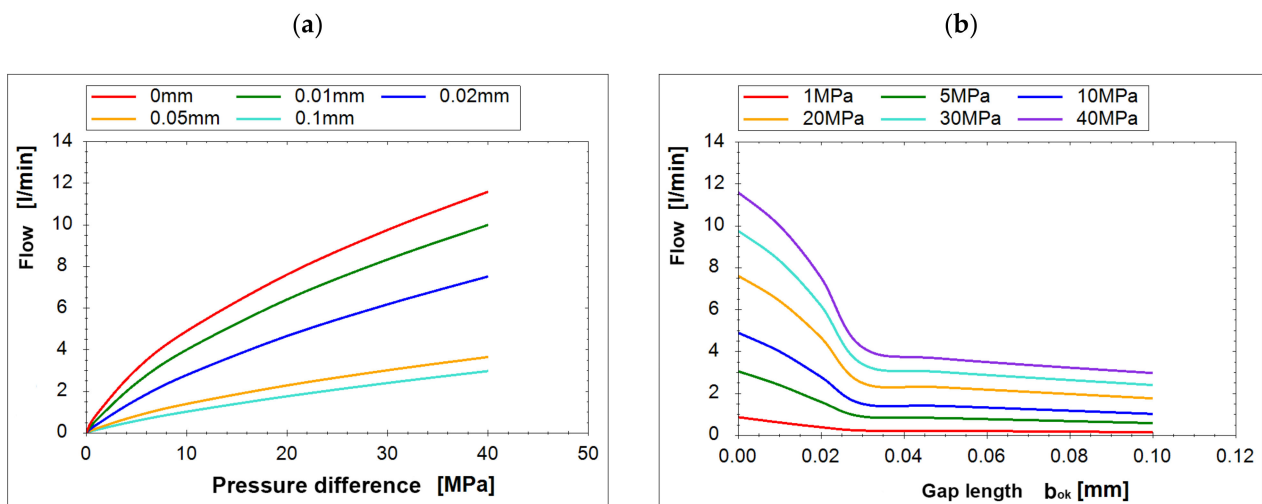 (a)
(b)
0mm 0.01mm 0.02mm
0.05mm 0.1mm
14
12
10
8
6
4
2
0
Flow [l/min]
0 10 20 30 40 50
Pressure difference [MPa]
1MPa 5MPa 10MPa
20MPa 30MPa 40MPa
14
12
10
8
6
4
2
0
Flow [l/min]
0.00 0.02 0.04 0.06 0.08 0.10 0.12
Gap length bok [mm]